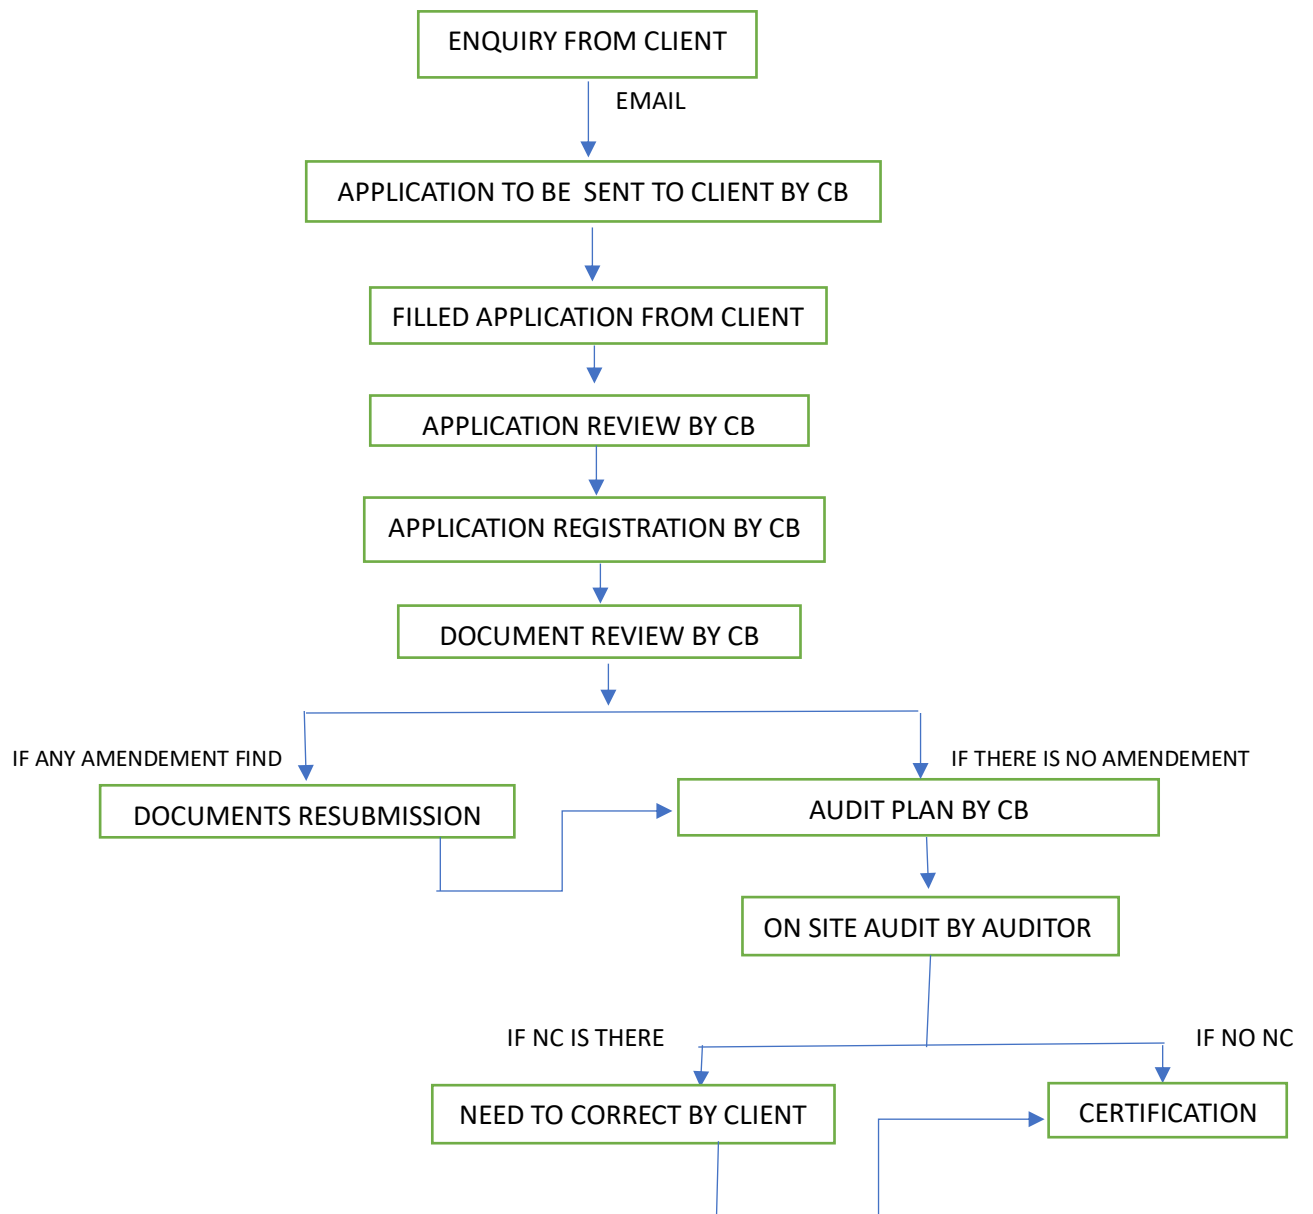 ENQUIRY FROM CLIENT
EMAIL
APPLICATION TO BE SENT TO CLIENT BY CB
FILLED APPLICATION FROM CLIENT
APPLICATION REVIEW BY CB
APPLICATION REGISTRATION BY CB
DOCUMENT REVIEW BY CB
IF ANY AMENDEMENT FIND
IF THERE IS NO AMENDEMENT
DOCUMENTS RESUBMISSION
AUDIT PLAN BY CB
ON SITE AUDIT BY AUDITOR
IF NC IS THERE
IF NO NC
NEED TO CORRECT BY CLIENT
CERTIFICATION